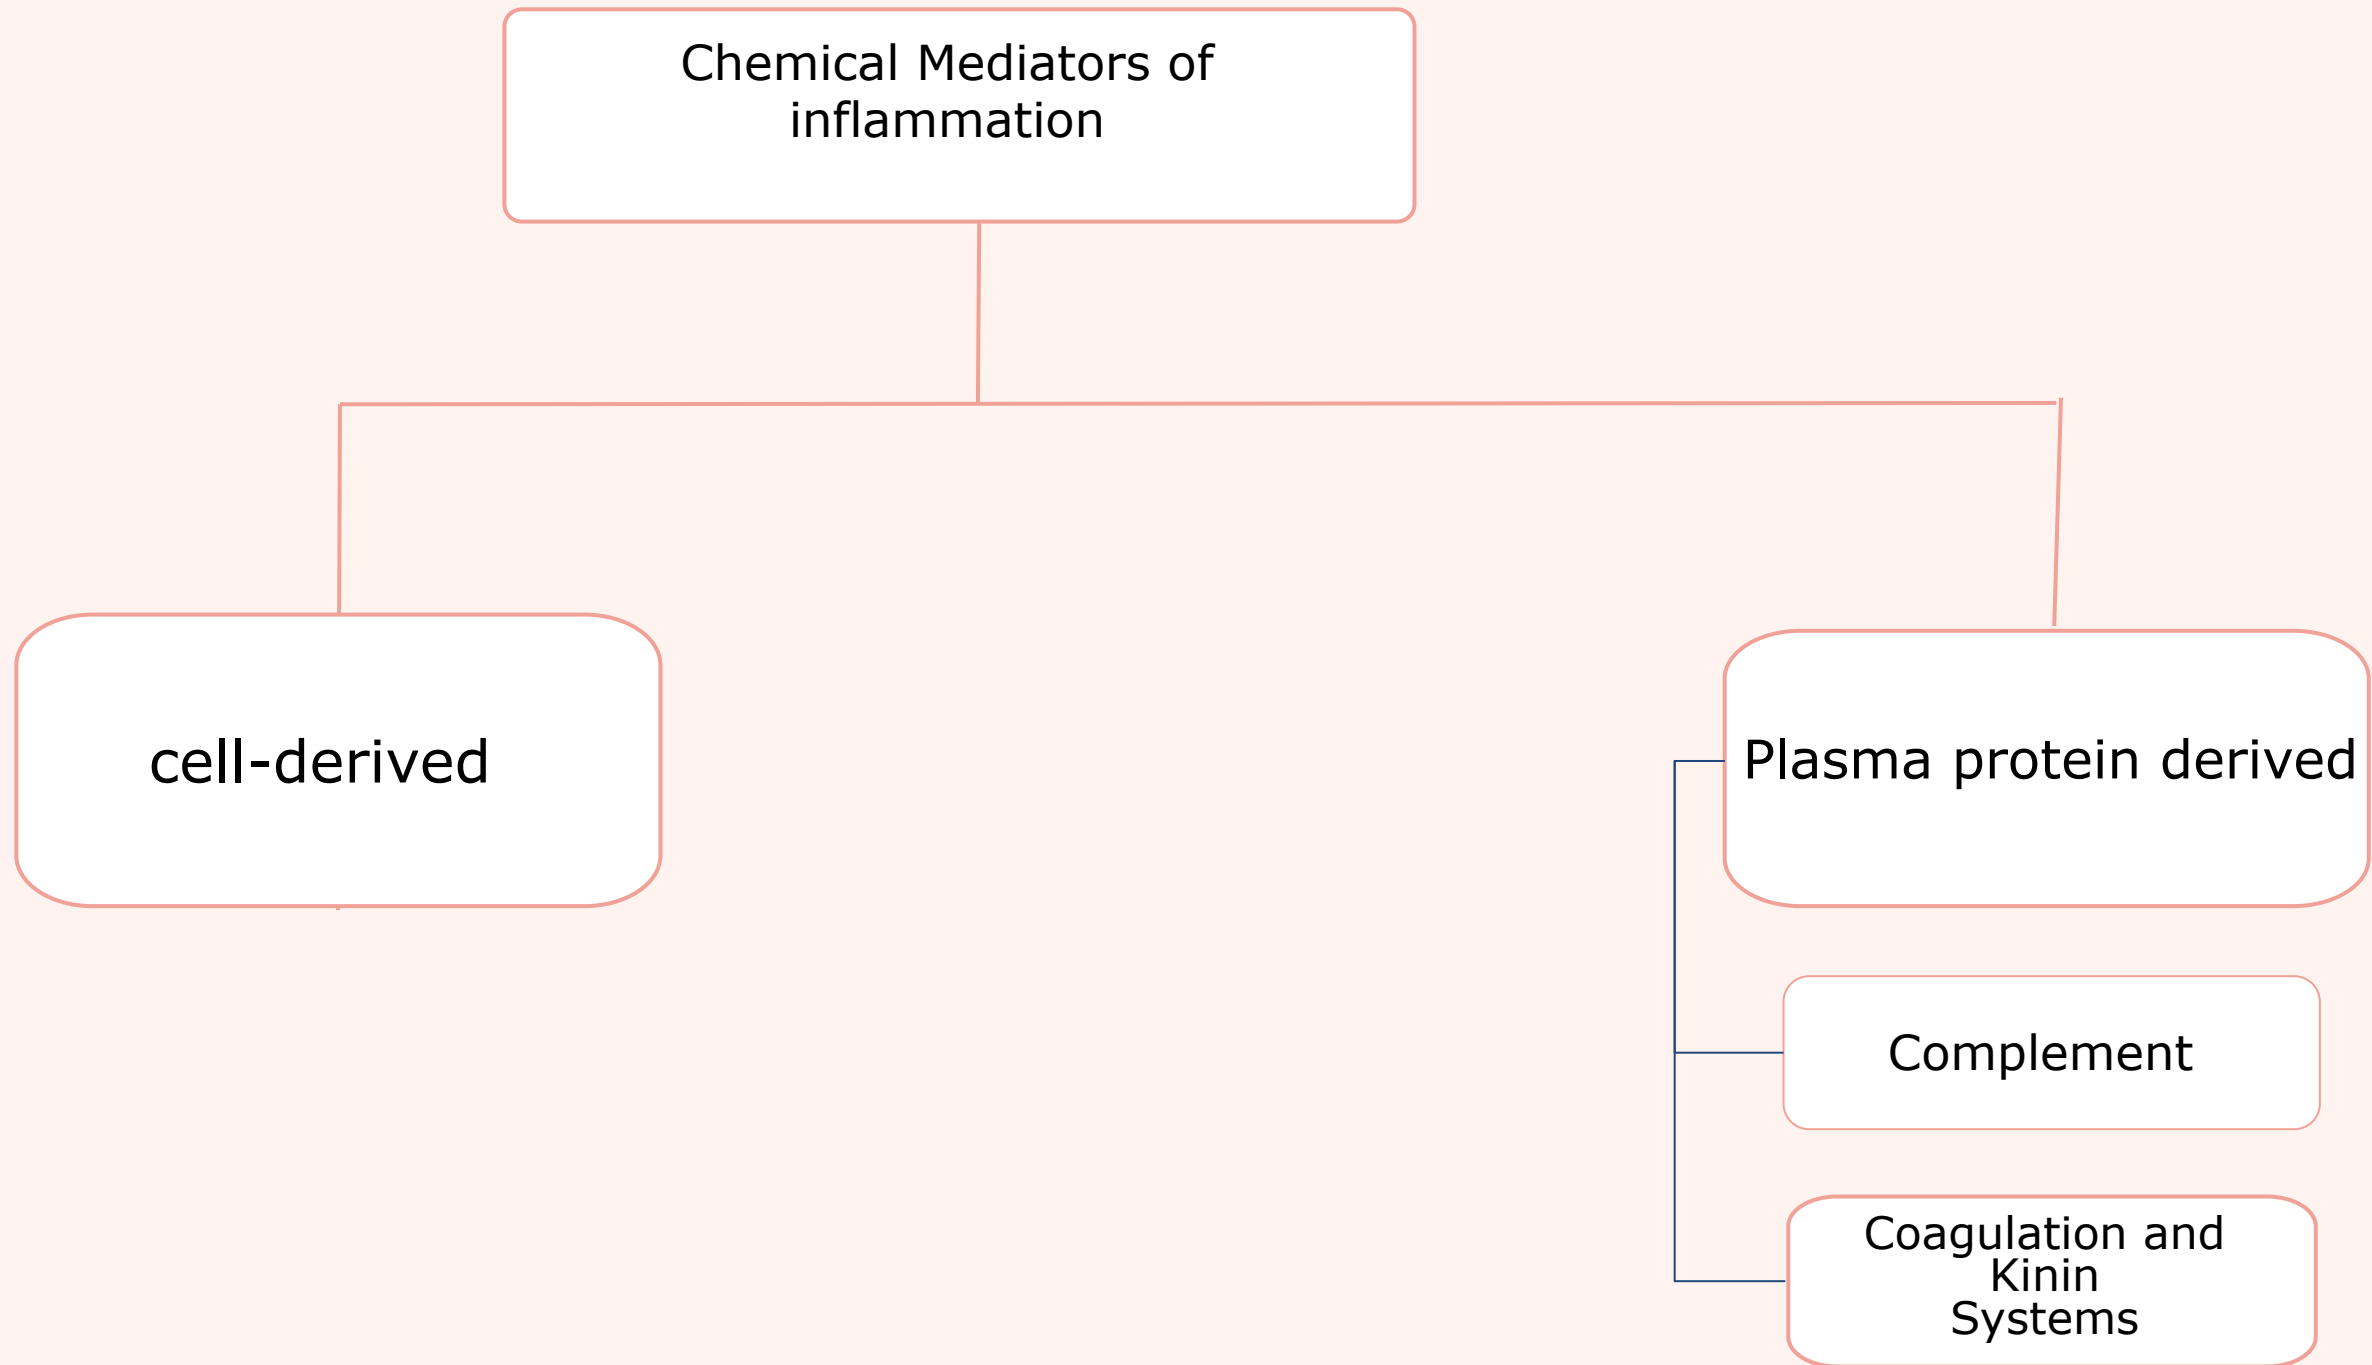 Chemical Mediators of
inflammation
cell-derived
Plasma protein derived
Complement
Coagulation and
Kinin
Systems